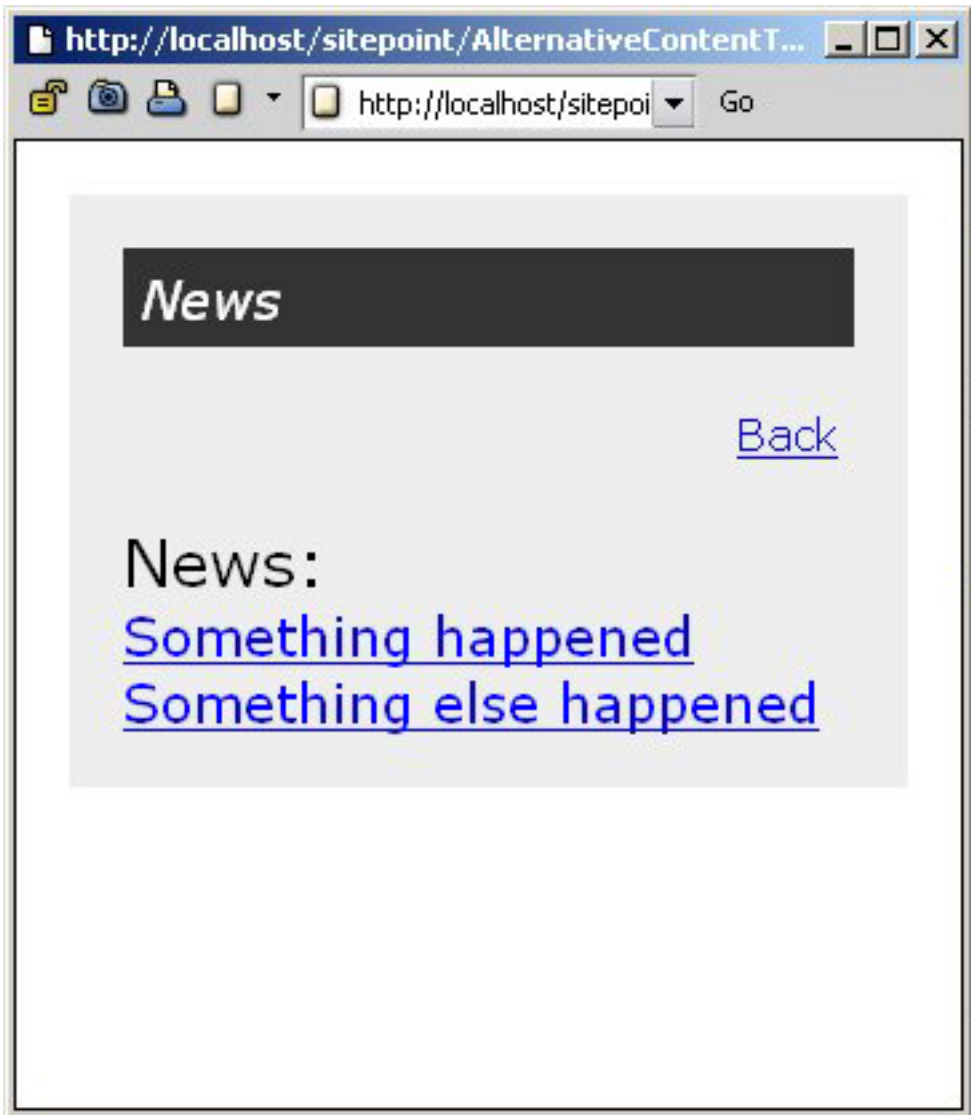 http://localhost/sitepoint/AlternativeContentT...
http://localhost/sitepoi Go
News
Back
News:
Something happened
Something else happened